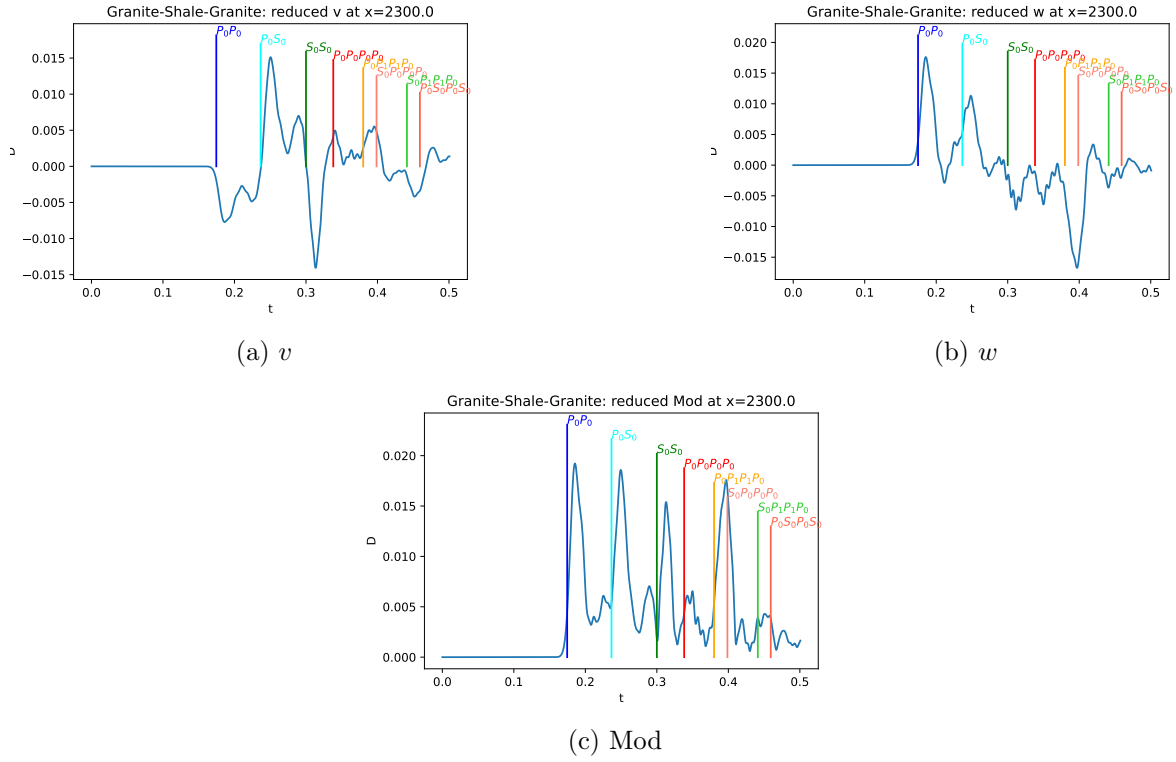 Granite-Shale-Granite: reduced v at x=2300.0
P₀P₀
P₀S₀
S₀S₀
P₀P₀P₀P₀
P₀P₁P₁P₀
S₀P₀P₀P₀
S₀P₁P₁P₀
P₀S₀P₀S₀
0.015
0.010
0.005
0.000
−0.005
−0.010
−0.015
D
0.0 0.1 0.2 0.3 0.4 0.5
t
(a) v
Granite-Shale-Granite: reduced w at x=2300.0
P₀P₀
P₀S₀
S₀S₀
P₀P₀P₀P₀
P₀P₁P₁P₀
S₀P₀P₀P₀
S₀P₁P₁P₀
P₀S₀P₀S₀
0.020
0.015
0.010
0.005
0.000
−0.005
−0.010
−0.015
D
0.0 0.1 0.2 0.3 0.4 0.5
t
(b) w
Granite-Shale-Granite: reduced Mod at x=2300.0
P₀P₀
P₀S₀
S₀S₀
P₀P₀P₀P₀
P₀P₁P₁P₀
S₀P₀P₀P₀
S₀P₁P₁P₀
P₀S₀P₀S₀
0.020
0.015
0.010
0.005
0.000
D
0.0 0.1 0.2 0.3 0.4 0.5
t
(c) Mod